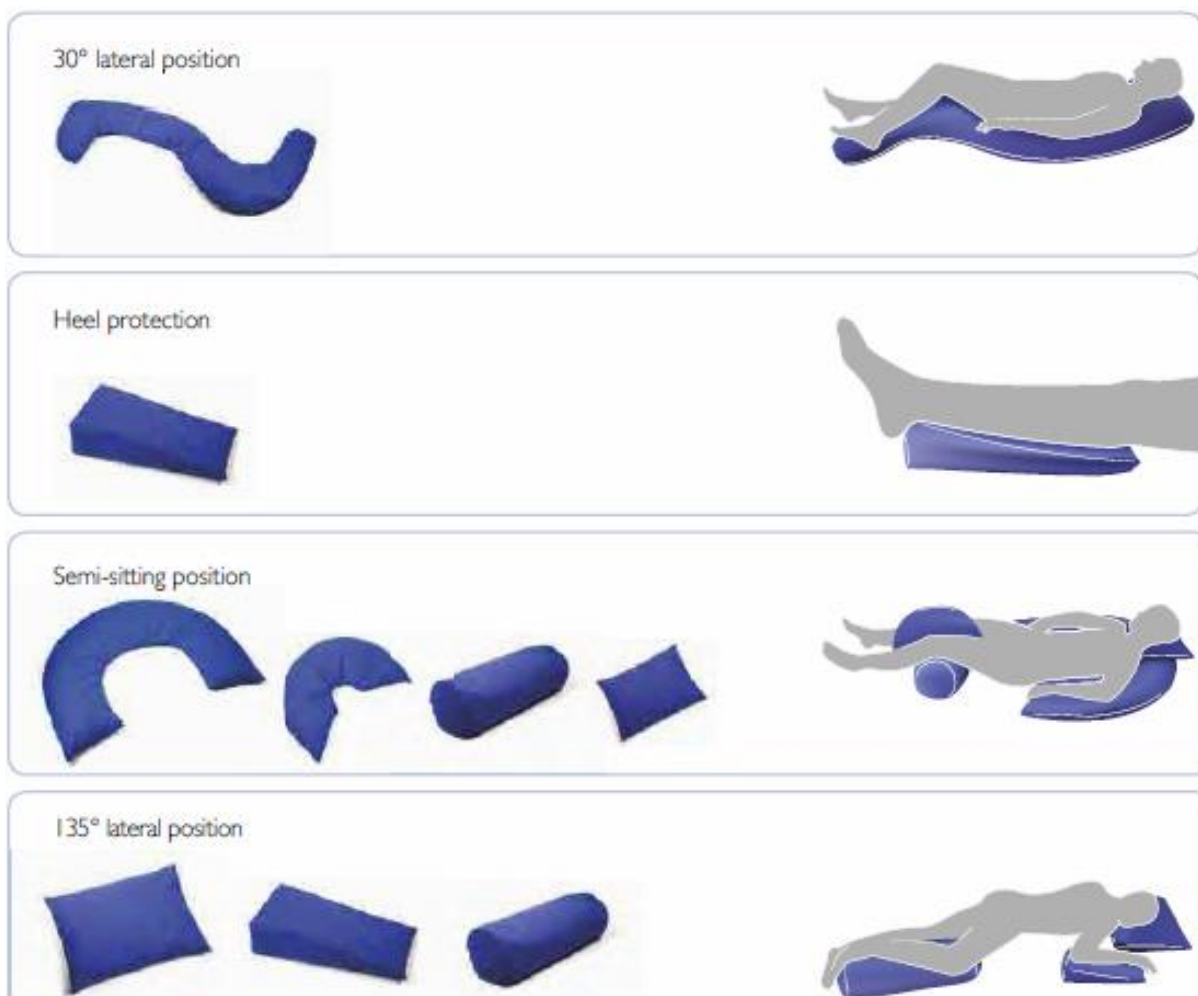 30° lateral position
Heel protection
Semi-sitting position
135° lateral position